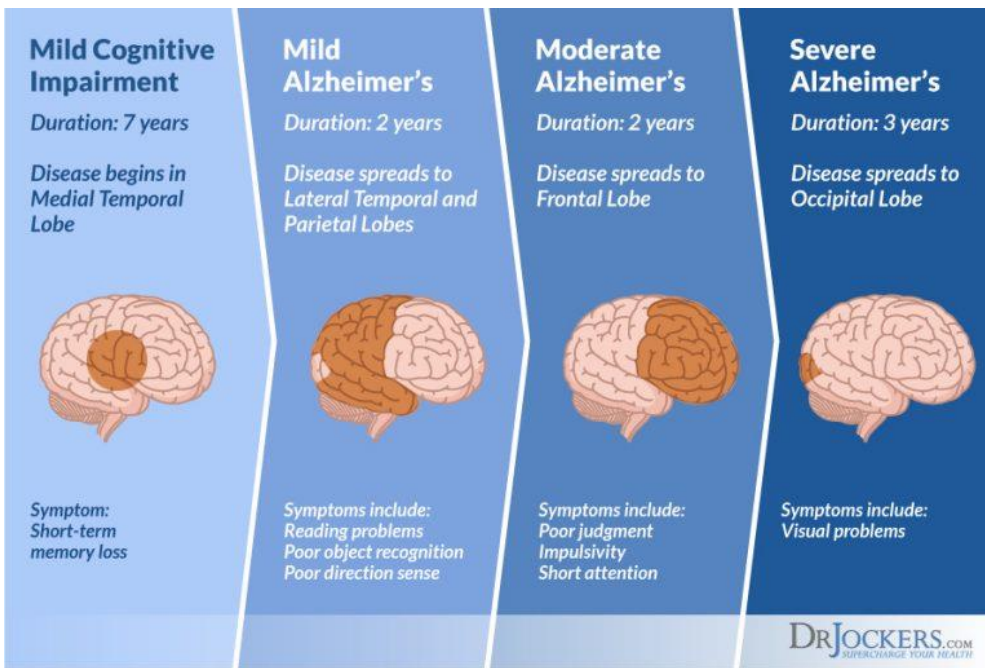 Mild Cognitive
Impairment
Duration: 7 years
Disease begins in
Medial Temporal
Lobe
Symptom:
Short-term
memory loss
Mild
Alzheimer's
Duration: 2 years
Disease spreads to
Lateral Temporal and
Parietal Lobes
Symptoms include:
Reading problems
Poor object recognition
Poor direction sense
Moderate
Alzheimer's
Duration: 2 years
Disease spreads to
Frontal Lobe
Symptoms include:
Poor judgment
Impulsivity
Short attention
Severe
Alzheimer's
Duration: 3 years
Disease spreads to
Occipital Lobe
Symptoms include:
Visual problems
DRJOCKERS.COM
SUPERCHARGE YOUR HEALTH